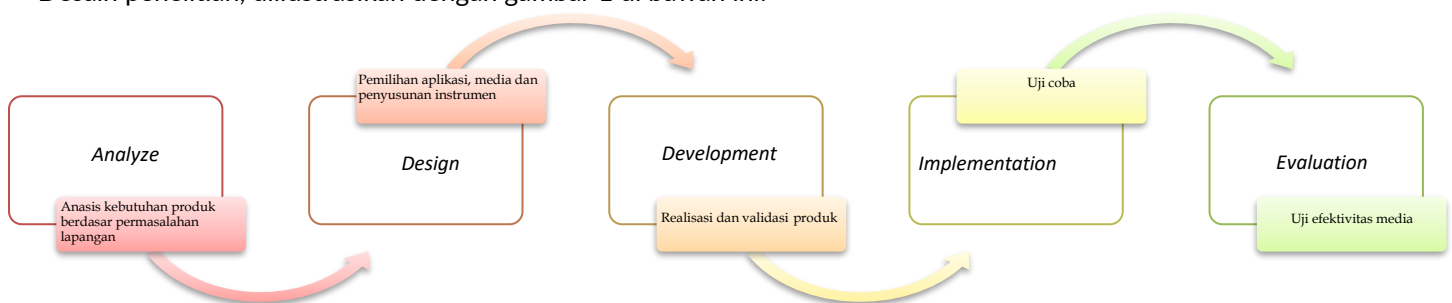 Analyze
Anasis kebutuhan produk
berdasar permasalahan
lapangan
Pemilihan aplikasi, media dan
penyusunan instrumen
Design
Development
Realisasi dan validasi produk
Uji coba
Implementation
Evaluation
Uji efektivitas media